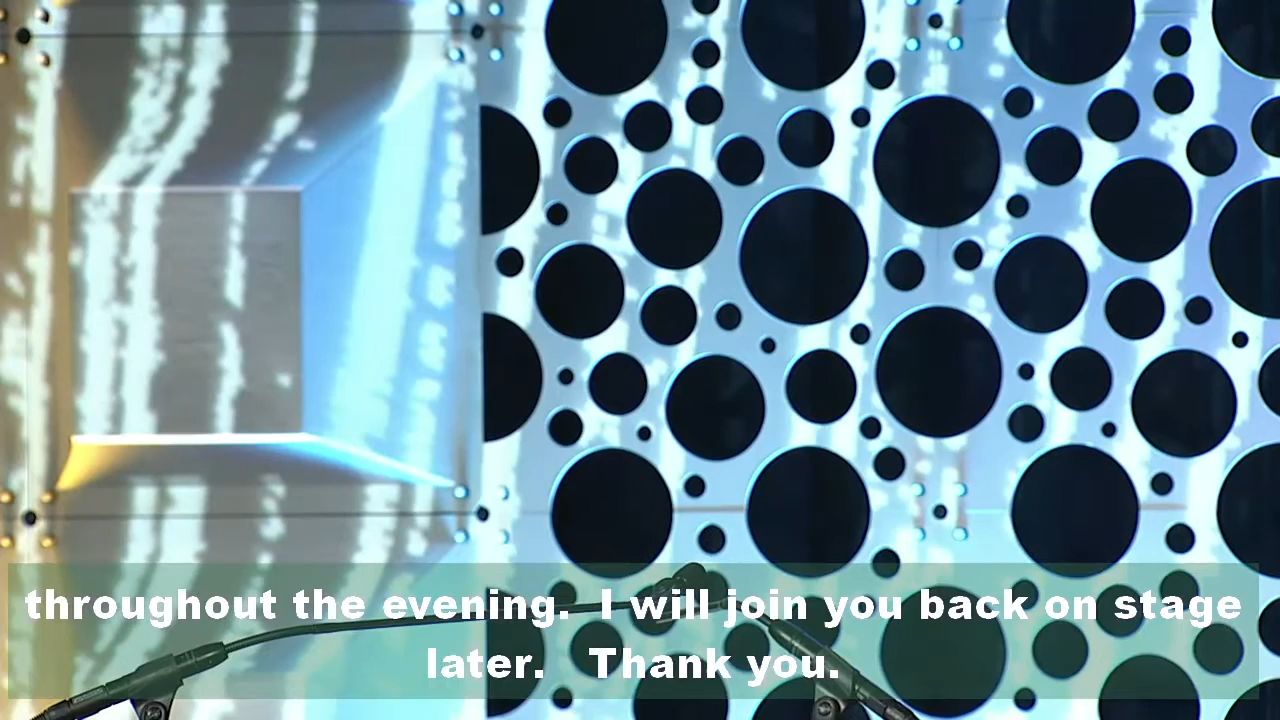 throughout the evening.  I will join you back on stage
later.   Thank you.